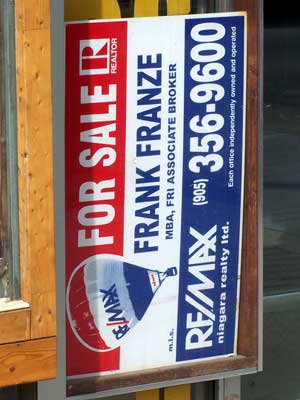 FOR SALE R
REALTOR
FRANK FRANZE
MBA, FRI ASSOCIATE BROKER
RE/MAX
m.l.s.
RE/MAX (905) 356-9600
niagara realty ltd. Each office independently owned and operated